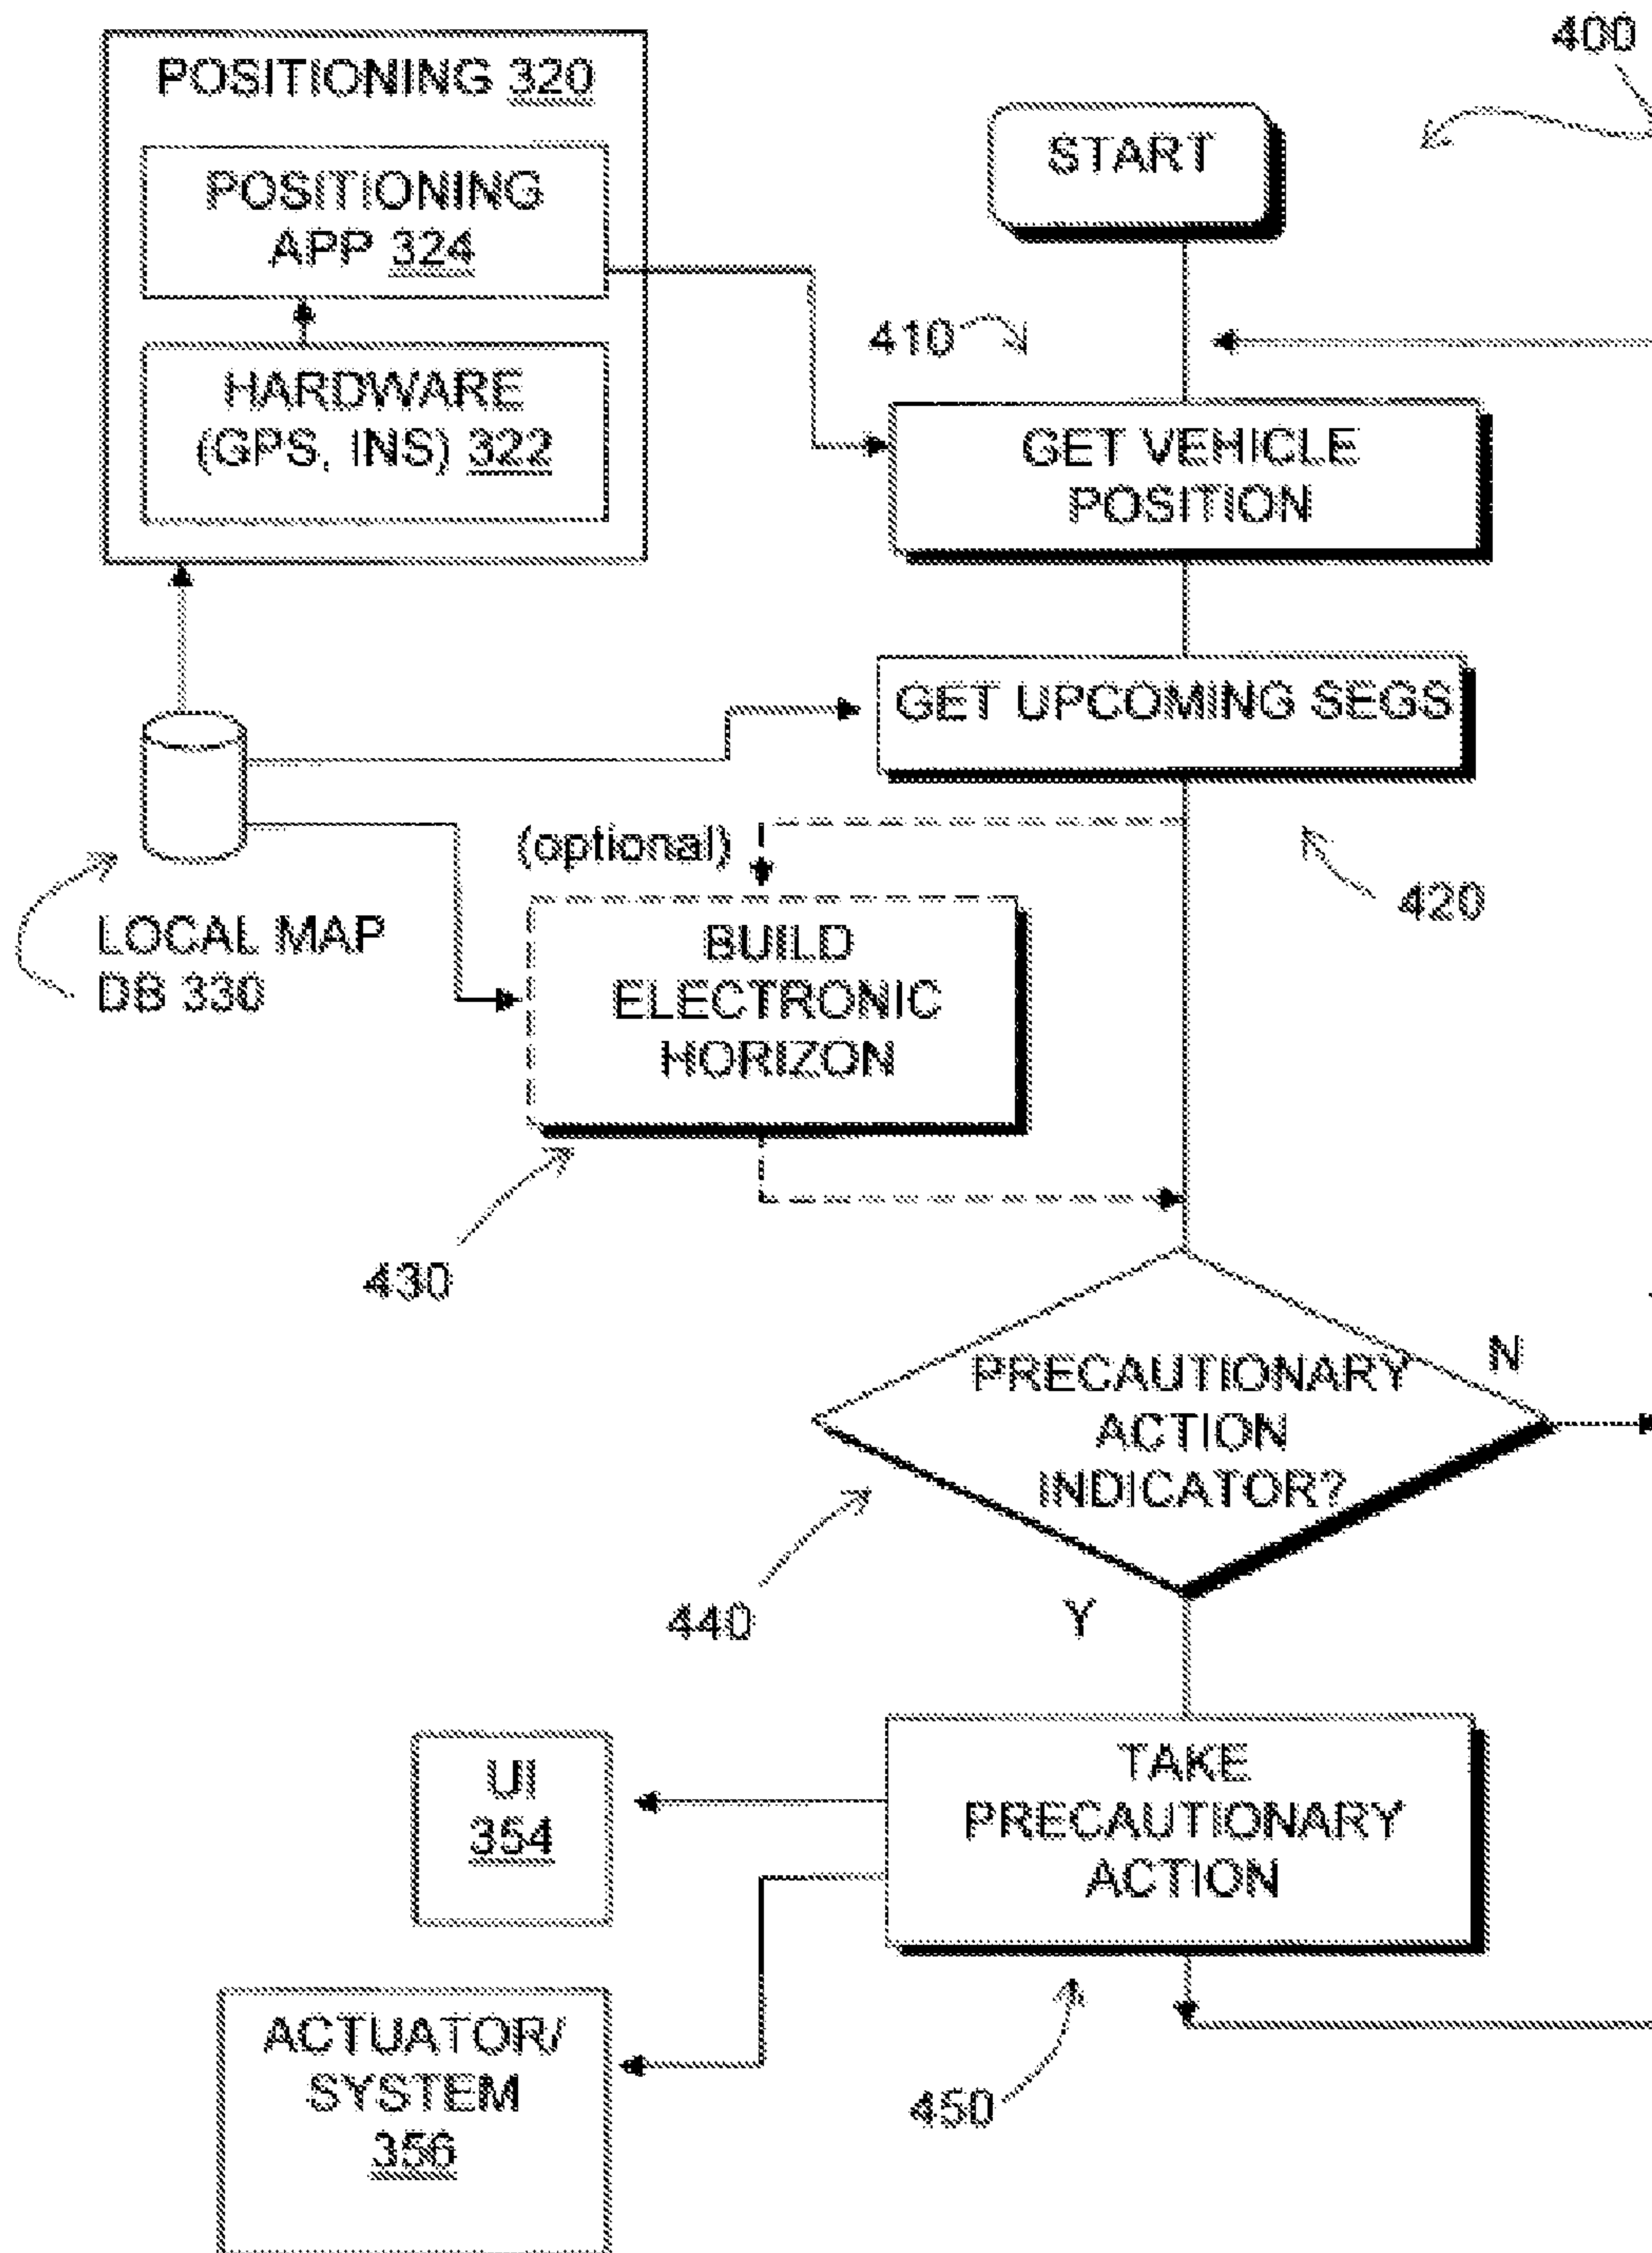 400
POSITIONING 320
START
POSITIONING
APP 324
410
HARDWARE
(GPS, INS) 322
GET VEHICLE
POSITION
GET UPCOMING SEGS
(optional)
420
LOCAL MAP
DB 330
BUILD
ELECTRONIC
HORIZON
430
PRECAUTIONARY
ACTION
INDICATOR?
N
440
Y
UI
354
TAKE
PRECAUTIONARY
ACTION
ACTUATOR/
SYSTEM
356
450